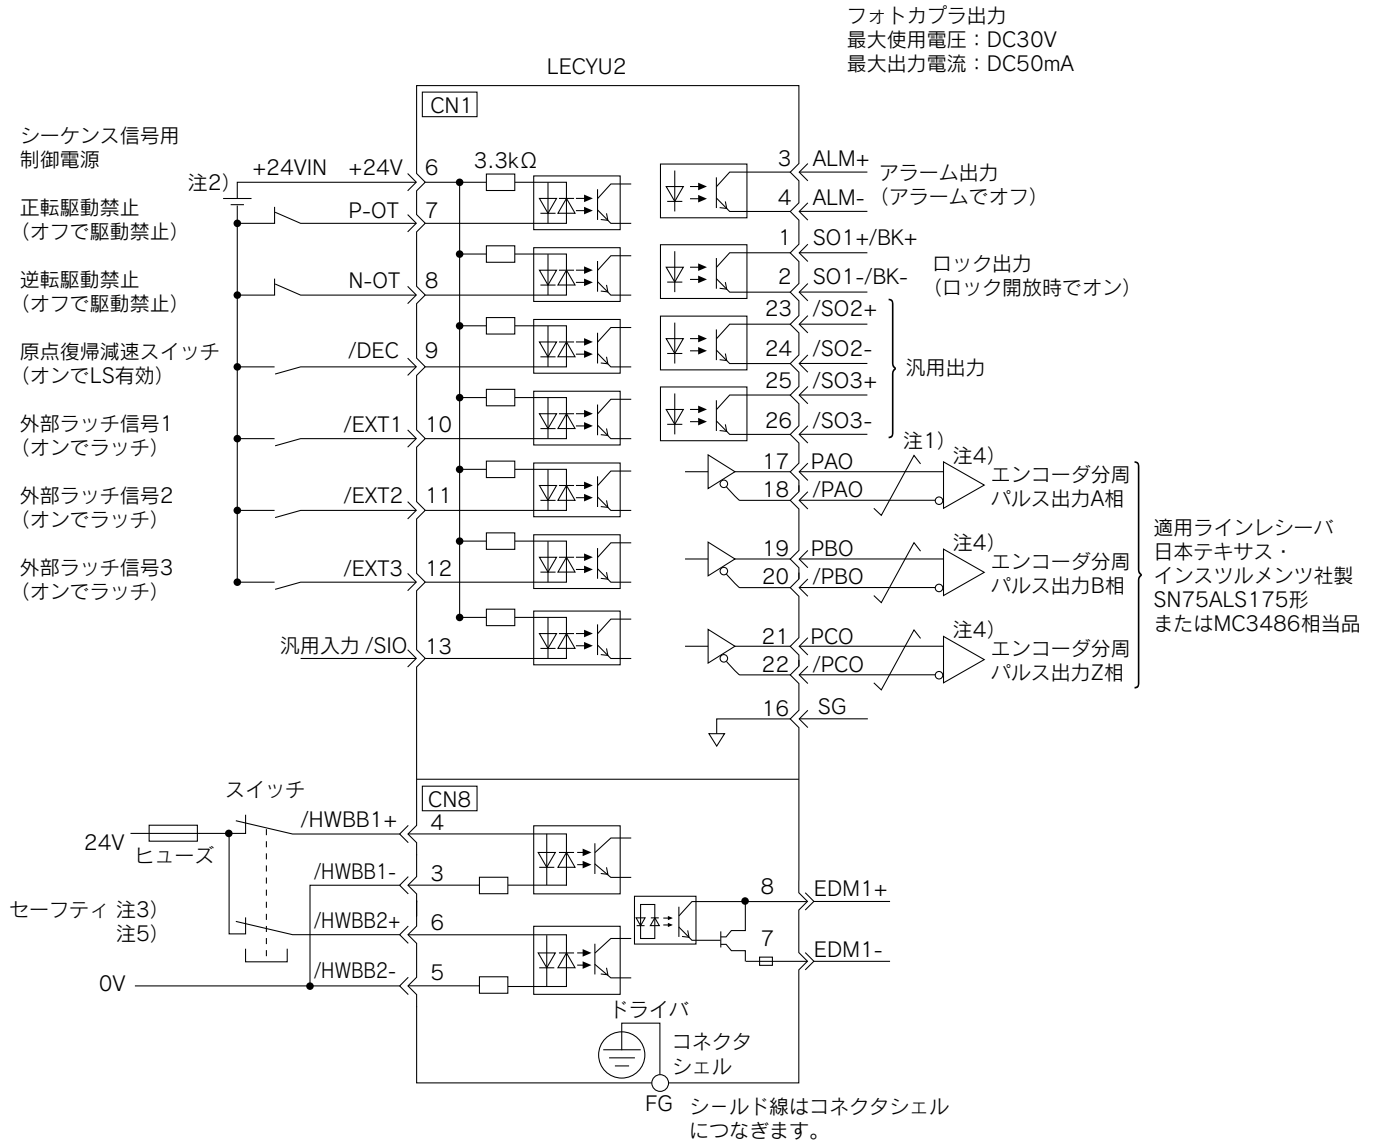 フォトカプラ出力
最大使用電圧：DC30V
最大出力電流：DC50mA
LECYU2
CN1
シーケンス信号用
制御電源
注2)
+24VIN
+24V
6
3.3kΩ
正転駆動禁止
（オフで駆動禁止）
P-OT
7
逆転駆動禁止
（オフで駆動禁止）
N-OT
8
原点復帰減速スイッチ
（オンでLS有効）
/DEC
9
外部ラッチ信号1
（オンでラッチ）
/EXT1
10
外部ラッチ信号2
（オンでラッチ）
/EXT2
11
外部ラッチ信号3
（オンでラッチ）
/EXT3
12
汎用入力 /SIO
13
3
ALM+
4
ALM-
アラーム出力
（アラームでオフ）
1
SO1+/BK+
2
SO1-/BK-
ロック出力
（ロック開放時でオン）
23
/SO2+
24
/SO2-
25
/SO3+
26
/SO3-
汎用出力
注1)
17
PAO
18
/PAO
注4)
エンコーダ分周
パルス出力A相
19
PBO
20
/PBO
注4)
エンコーダ分周
パルス出力B相
21
PCO
22
/PCO
注4)
エンコーダ分周
パルス出力Z相
適用ラインレシーバ
日本テキサス・
インスツルメンツ社製
SN75ALS175形
またはMC3486相当品
16
SG
CN8
スイッチ
24V
ヒューズ
/HWBB1+
4
/HWBB1-
3
セーフティ 注3)
注5)
/HWBB2+
6
/HWBB2-
5
0V
8
EDM1+
7
EDM1-
ドライバ
コネクタ
シェル
FG
シールド線はコネクタシェル
につなぎます。